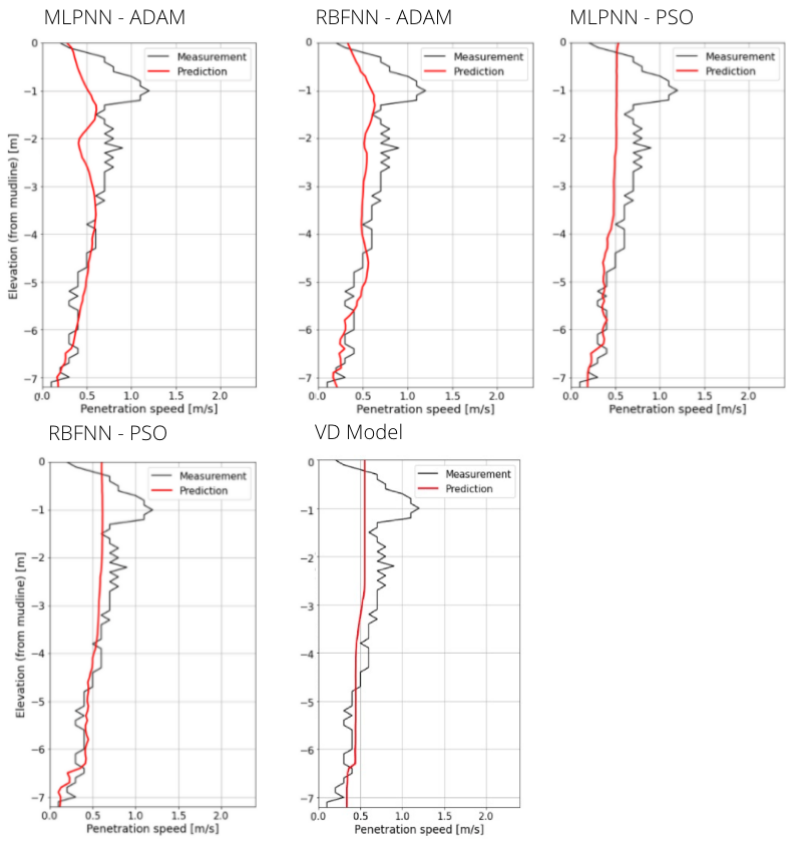 MLPNN - ADAM
RBFNN - ADAM
MLPNN - PSO
Elevation (from mudline) [m]
0
−1
−2
−3
−4
−5
−6
−7
Measurement
Prediction
0.0 0.5 1.0 1.5 2.0
Penetration speed [m/s]
0
−1
−2
−3
−4
−5
−6
−7
Measurement
Prediction
0.0 0.5 1.0 1.5 2.0
Penetration speed [m/s]
0
−1
−2
−3
−4
−5
−6
−7
Measurement
Prediction
0.0 0.5 1.0 1.5 2.0
Penetration speed [m/s]
RBFNN - PSO
VD Model
Elevation (from mudline) [m]
0
−1
−2
−3
−4
−5
−6
−7
Measurement
Prediction
0.0 0.5 1.0 1.5 2.0
Penetration speed [m/s]
0
−1
−2
−3
−4
−5
−6
−7
Measurement
Prediction
0.0 0.5 1.0 1.5 2.0
Penetration speed [m/s]